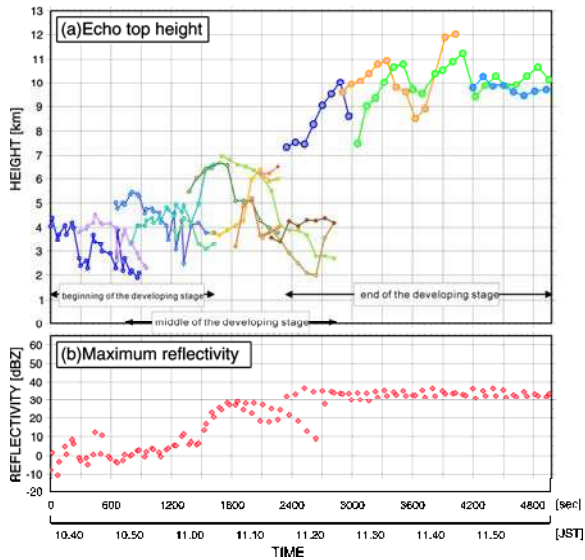 (a)Echo top height
HEIGHT [km]
13
12
11
10
9
8
7
6
5
4
3
2
1
0
beginning of the developing stage
end of the developing stage
middle of the developing stage
(b)Maximum reflectivity
REFLECTIVITY [dBZ]
60
50
40
30
20
10
0
-10
-20
0 600 1200 1800 2400 3000 3600 4200 4800 [sec]
10:40 10:50 11:00 11:10 11:20 11:30 11:40 11:50 [JST]
TIME